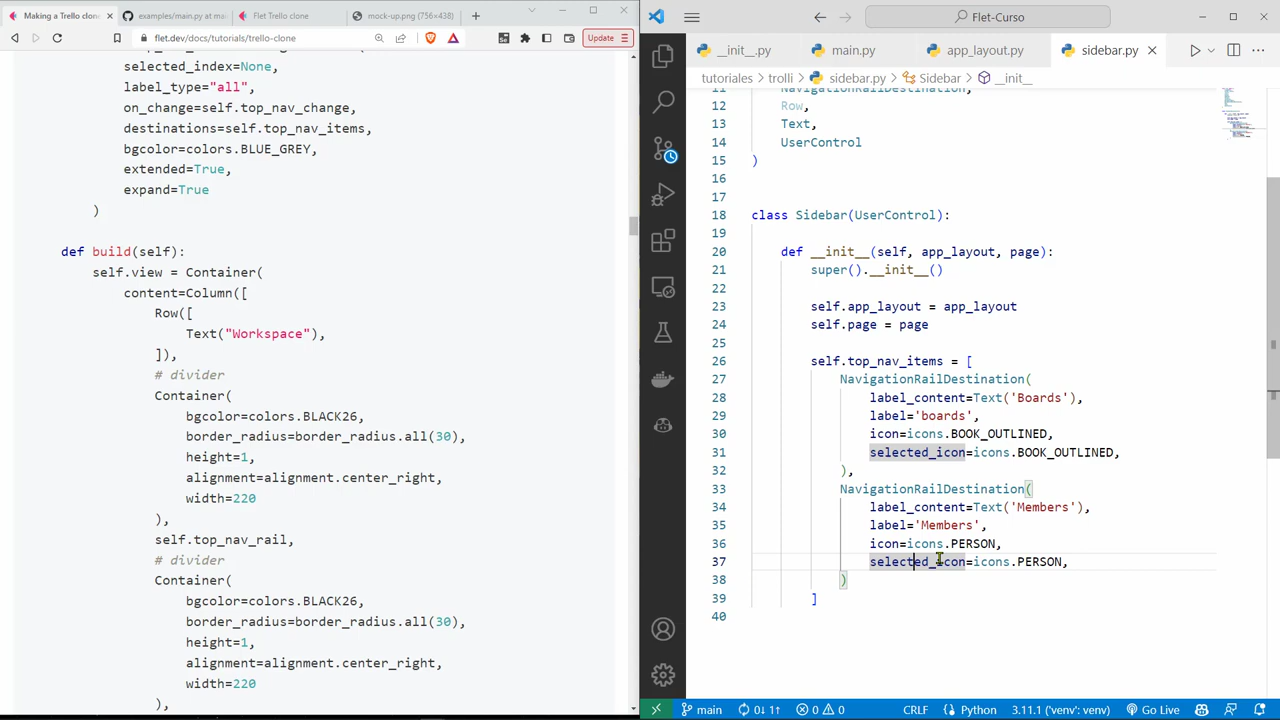 Making a Trello clone
examples/main.py at ma
Flet Trello clone
mock-up.png (756×438)
flet.dev/docs/tutorials/trello-clone
Update
selected_index=None,
label_type="all",
on_change=self.top_nav_change,
destinations=self.top_nav_items,
bgcolor=colors.BLUE_GREY,
extended=True,
expand=True
)
def build(self):
self.view = Container(
content=Column([
Row([
Text("Workspace"),
]),
# divider
Container(
bgcolor=colors.BLACK26,
border_radius=border_radius.all(30),
height=1,
alignment=alignment.center_right,
width=220
),
self.top_nav_rail,
# divider
Container(
bgcolor=colors.BLACK26,
border_radius=border_radius.all(30),
height=1,
alignment=alignment.center_right,
width=220
),
Flet-Curso
__init__.py
main.py
app_layout.py
sidebar.py
tutoriales > trolli > sidebar.py > Sidebar > __init__
11 NavigationRailDestination,
12 Row,
13 Text,
14 UserControl
15 )
16
17
18 class Sidebar(UserControl):
19
20 def __init__(self, app_layout, page):
21 super().__init__()
22
23 self.app_layout = app_layout
24 self.page = page
25
26 self.top_nav_items = [
27 NavigationRailDestination(
28 label_content=Text('Boards'),
29 label='boards',
30 icon=icons.BOOK_OUTLINED,
31 selected_icon=icons.BOOK_OUTLINED,
32 ),
33 NavigationRailDestination(
34 label_content=Text('Members'),
35 label='Members',
36 icon=icons.PERSON,
37 selected_icon=icons.PERSON,
38 )
39 ]
40
main
0↓ 1↑
0
0
CRLF
Python
3.11.1 ('venv': venv)
Go Live